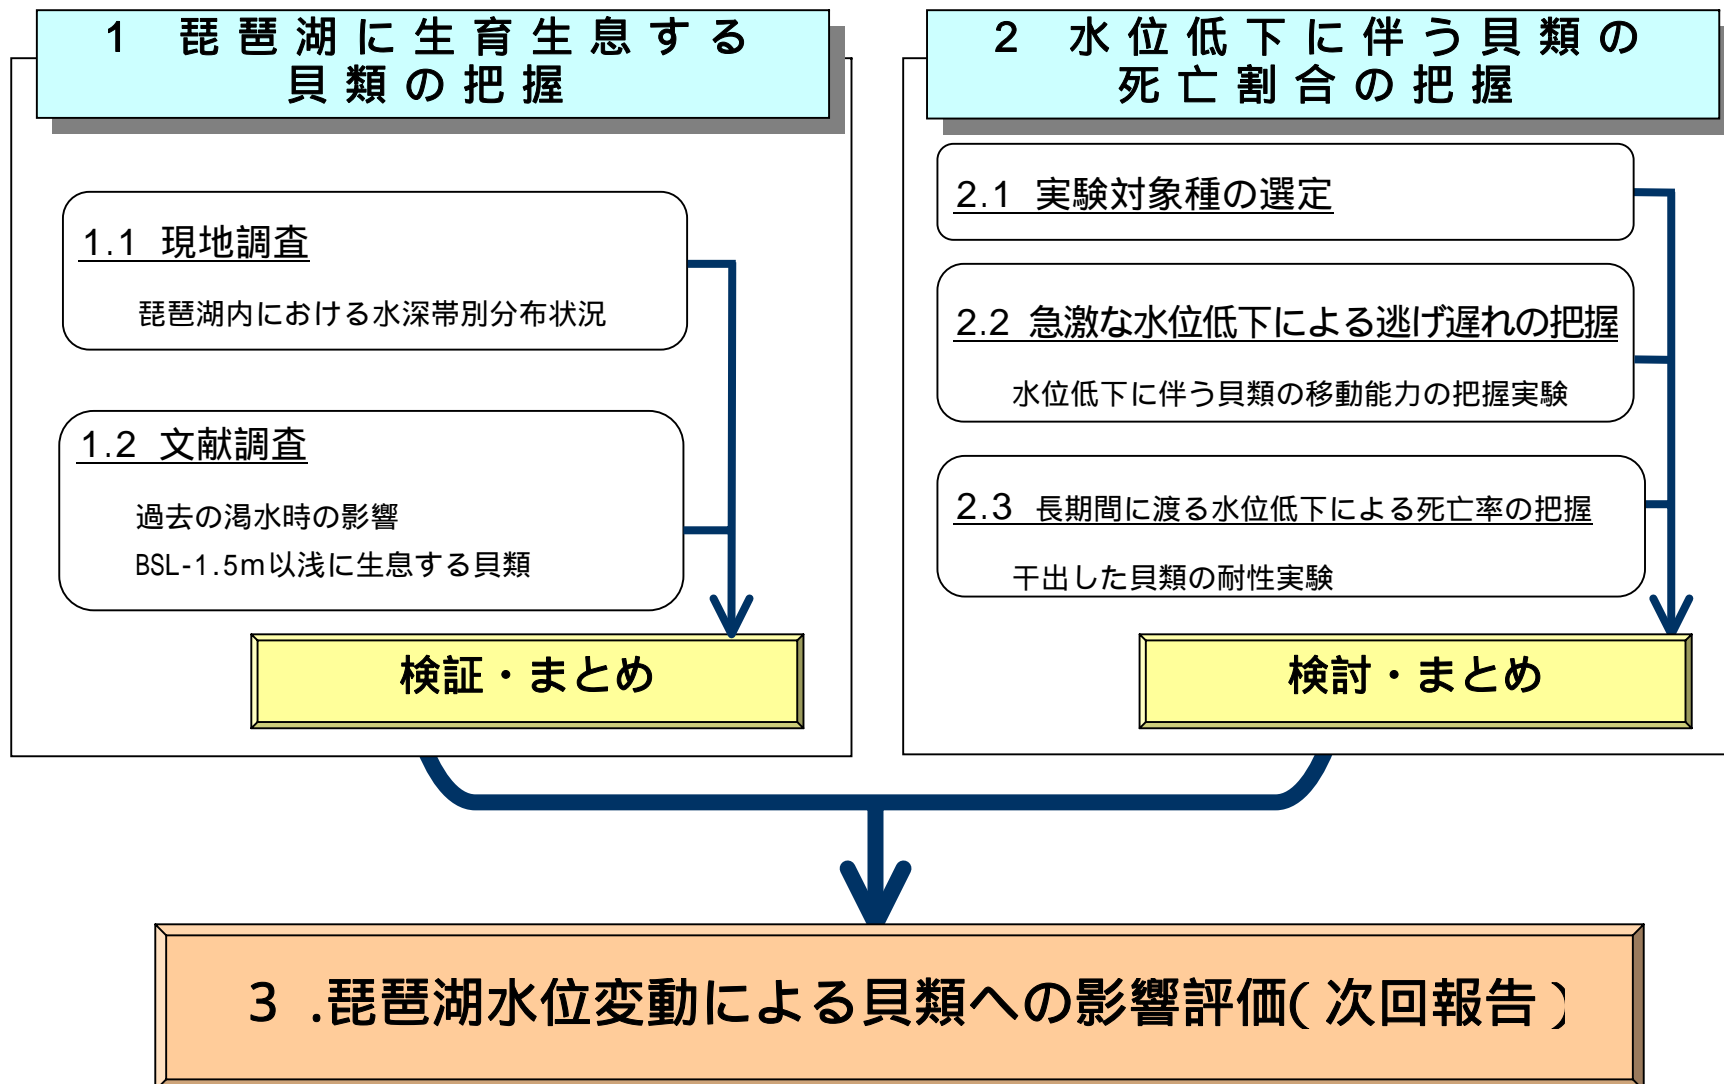 1 琵琶湖に生育生息する
貝類の把握
1.1 現地調査
琵琶湖内における水深帯別分布状況
1.2 文献調査
過去の渇水時の影響
BSL-1.5m以浅に生息する貝類
検証・まとめ
2 水位低下に伴う貝類の
死亡割合の把握
2.1 実験対象種の選定
2.2 急激な水位低下による逃げ遅れの把握
水位低下に伴う貝類の移動能力の把握実験
2.3 長期間に渡る水位低下による死亡率の把握
干出した貝類の耐性実験
検討・まとめ
3 .琵琶湖水位変動による貝類への影響評価(次回報告)